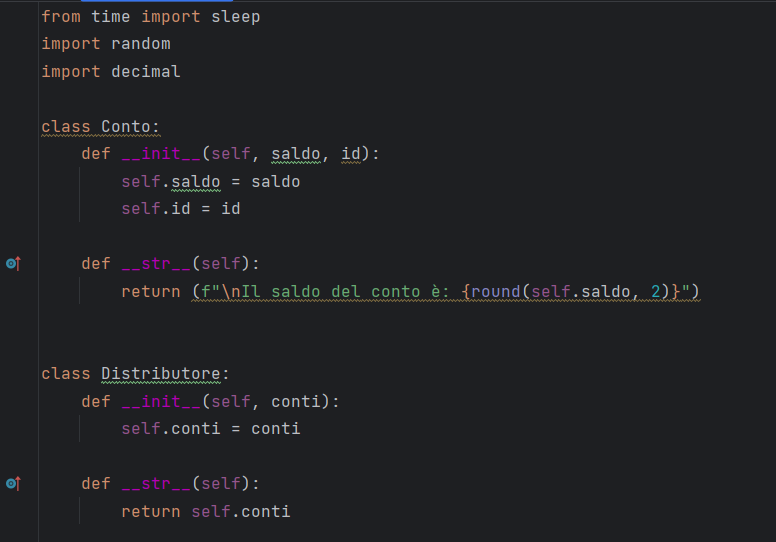 from time import sleep
import random
import decimal
class Conto:
def __init__(self, saldo, id):
self.saldo = saldo
self.id = id
def __str__(self):
return (f"\nIl saldo del conto è: {round(self.saldo, 2)}")
class Distributore:
def __init__(self, conti):
self.conti = conti
def __str__(self):
return self.conti